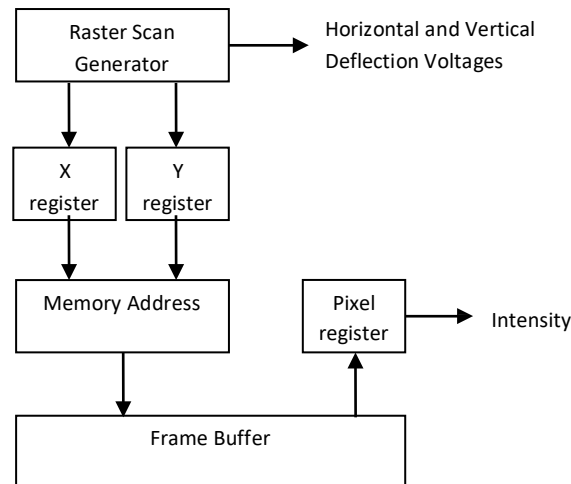 Raster Scan
Generator
Horizontal and Vertical
Deflection Voltages
X
register
Y
register
Memory Address
Pixel
register
Intensity
Frame Buffer